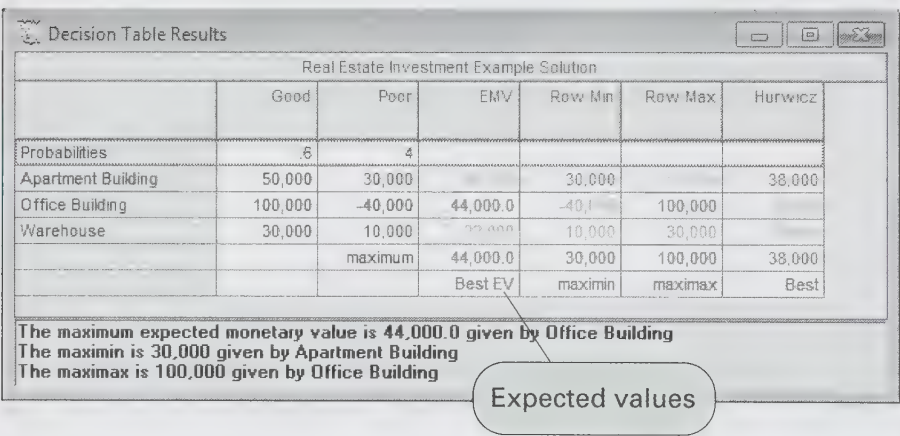 Decision Table Results
Real Estate Investment Example Solution
Good Poor EMV Row Min Row Max Hurwicz
Probabilities .6 .4
Apartment Building 50,000 30,000 30,000 38,000
Office Building 100,000 -40,000 44,000.0 100,000
Warehouse 30,000 10,000 10,000 30,000
maximum 44,000.0 30,000 100,000 38,000
Best EV maximin maximax Best
The maximum expected monetary value is 44,000.0 given by Office Building
The maximin is 30,000 given by Apartment Building
The maximax is 100,000 given by Office Building
Expected values